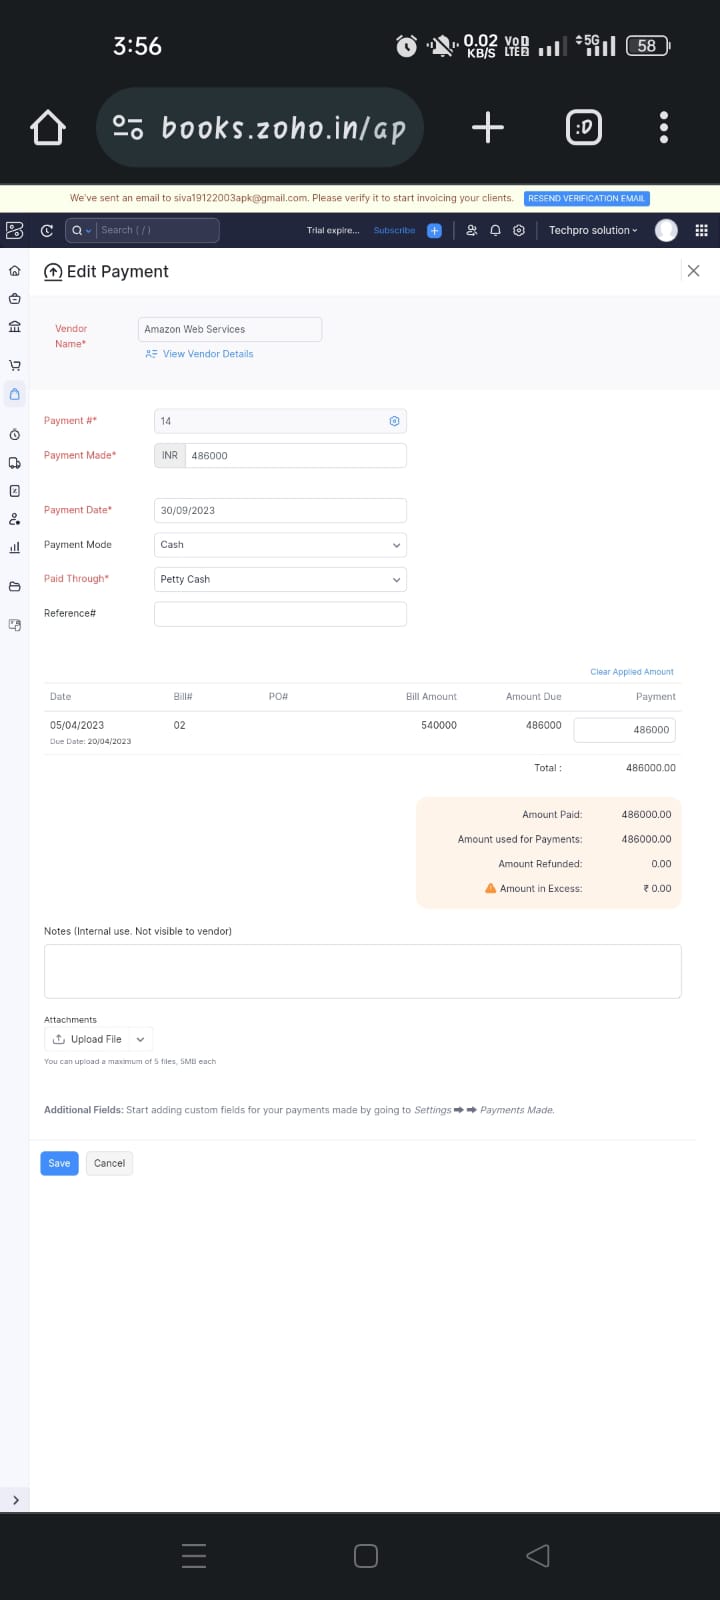 3:56
0.02 KB/S
VoD LTE2
5G
58
books.zoho.in/ap
:D
We've sent an email to siva19122003apk@gmail.com. Please verify it to start invoicing your clients. RESEND VERIFICATION EMAIL
Search ( / )
Trial expire... Subscribe
Techpro solution
Edit Payment
Vendor Name*
Amazon Web Services
View Vendor Details
Payment #*
14
Payment Made*
INR 486000
Payment Date*
30/09/2023
Payment Mode
Cash
Paid Through*
Petty Cash
Reference#
Clear Applied Amount
Date Bill# PO# Bill Amount Amount Due Payment
05/04/2023 02 540000 486000 486000
Due Date: 20/04/2023
Total : 486000.00
Amount Paid: 486000.00
Amount used for Payments: 486000.00
Amount Refunded: 0.00
Amount in Excess: ₹ 0.00
Notes (Internal use. Not visible to vendor)
Attachments
Upload File
You can upload a maximum of 5 files, 5MB each
Additional Fields: Start adding custom fields for your payments made by going to Settings ➡ ➡ Payments Made.
Save Cancel